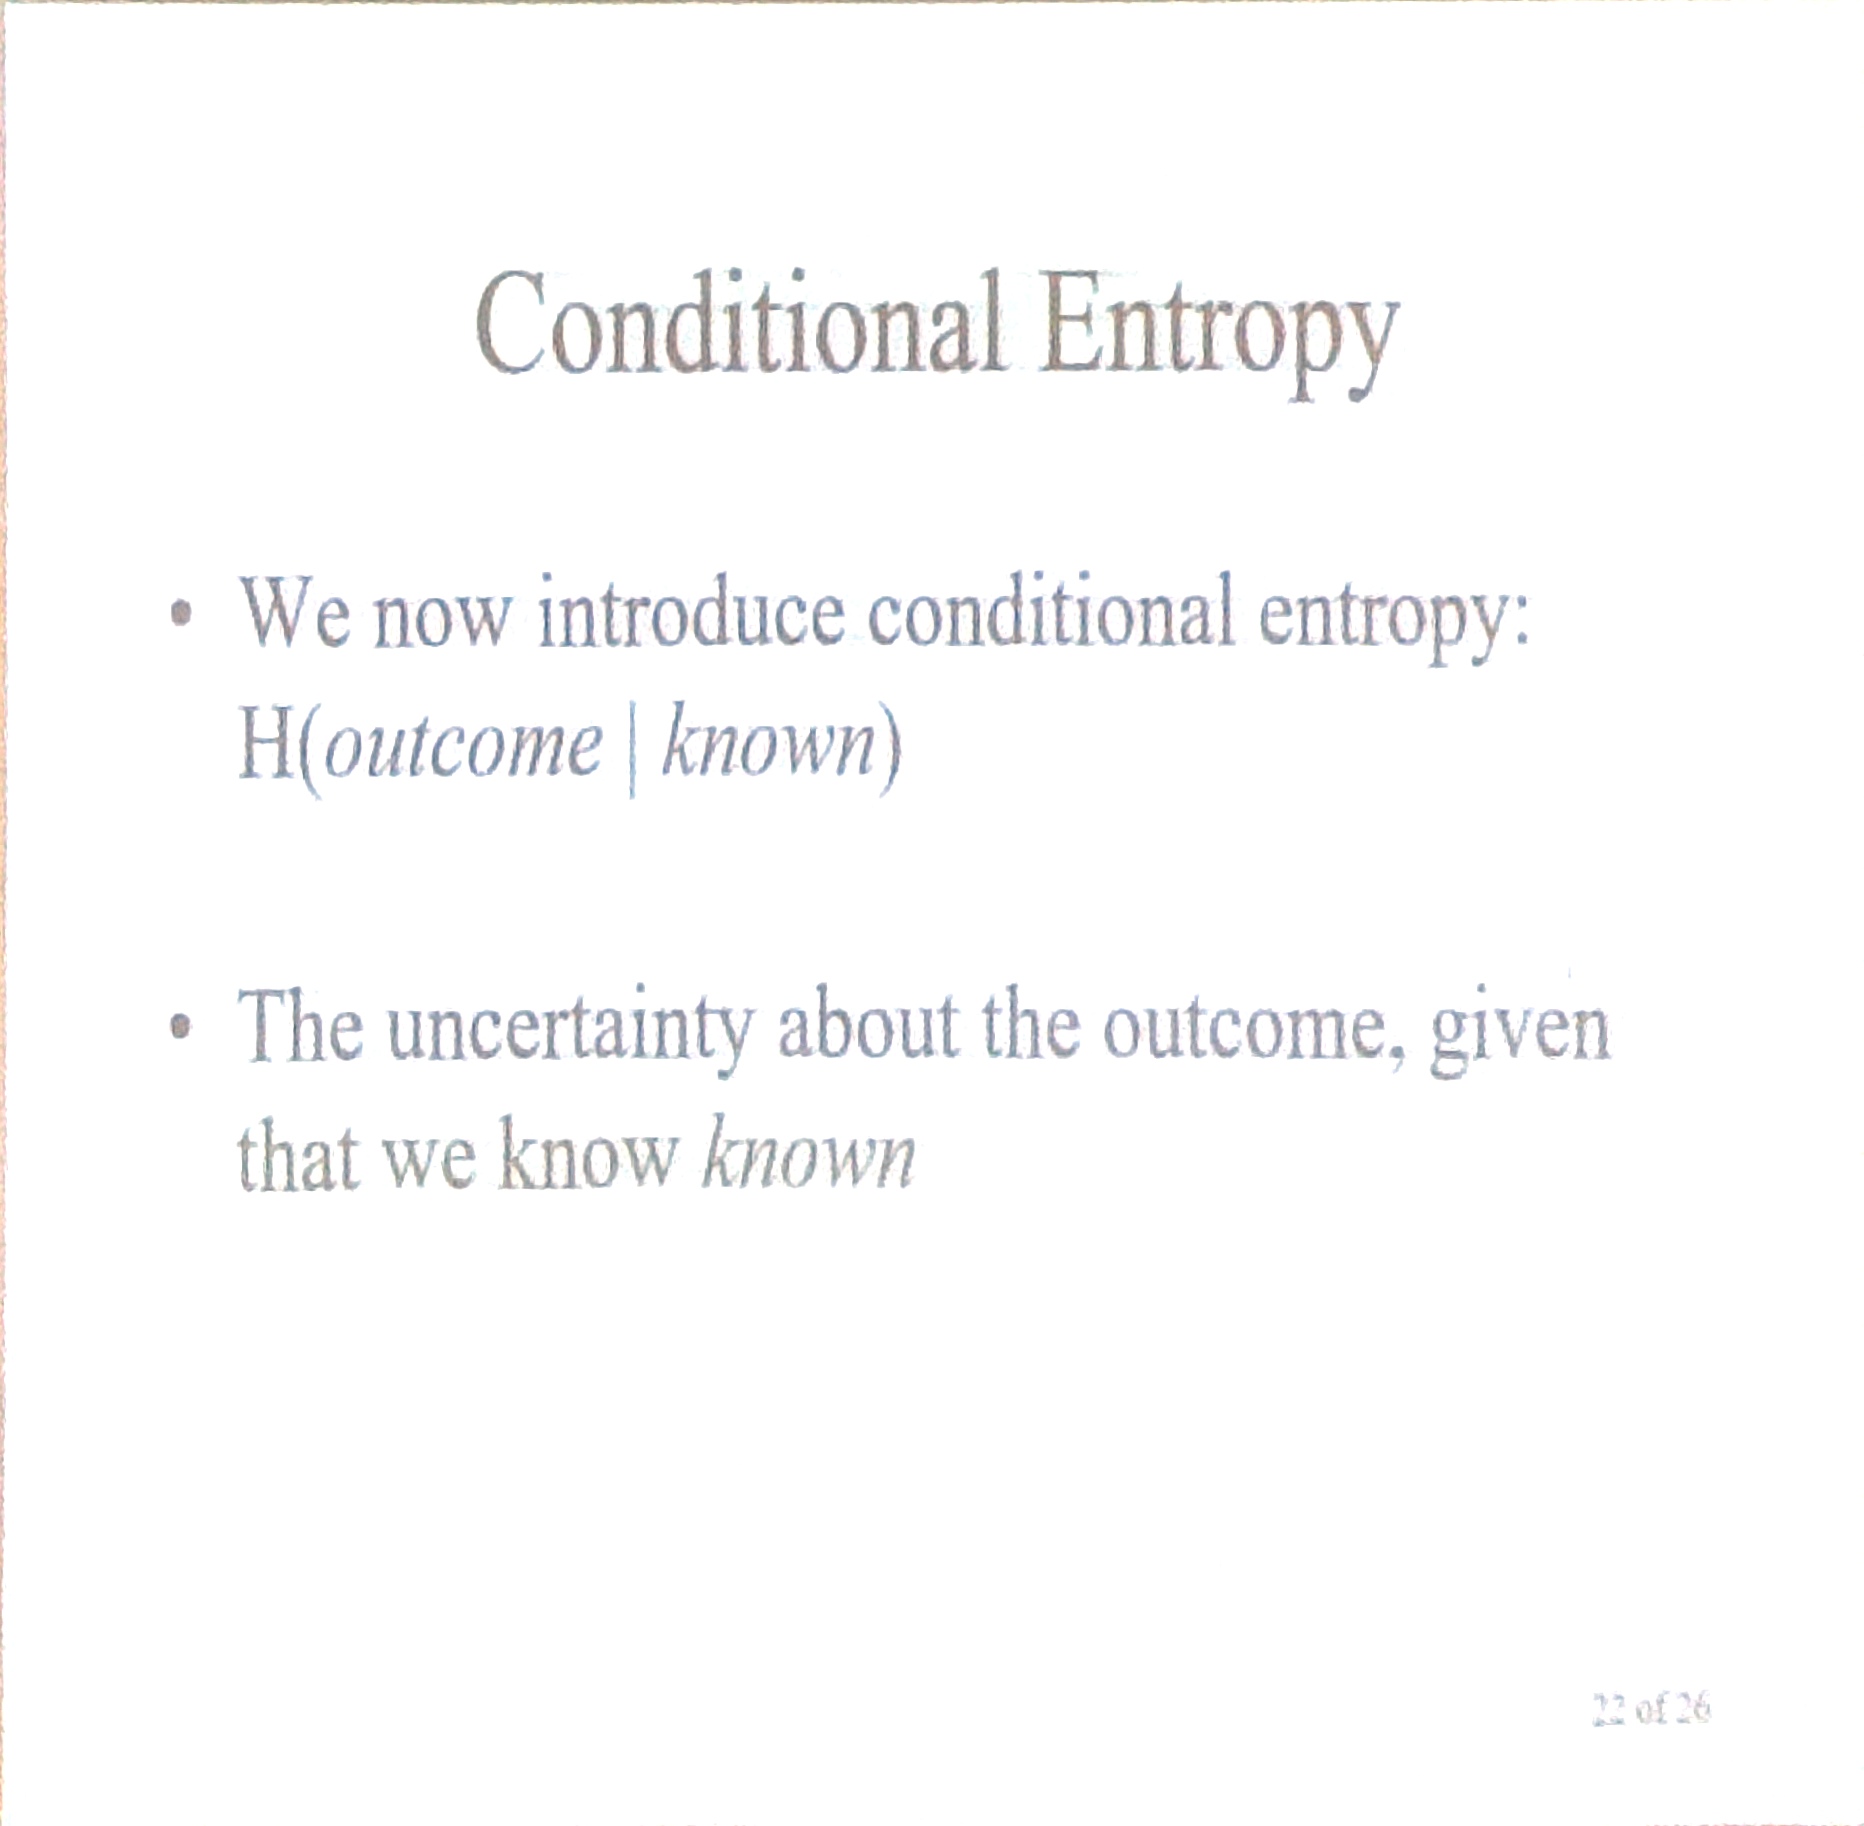 Conditional Entropy
• We now introduce conditional entropy:
H(outcome | known)
• The uncertainty about the outcome, given
that we know known
22 of 26